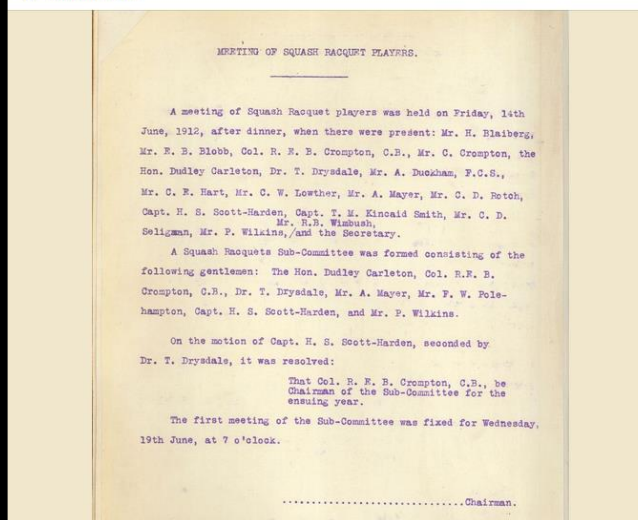 MEETING OF SQUASH RACQUET PLAYERS.
A meeting of Squash Racquet players was held on Friday, 14th
June, 1912, after dinner, when there were present: Mr. H. Blaiberg,
Mr. E. B. Blobb, Col. R. E. B. Crompton, C.B., Mr. C. Crompton, the
Hon. Dudley Carleton, Dr. T. Drysdale, Mr. A. Duckham, F.C.S.,
Mr. C. E. Hart, Mr. C. W. Lowther, Mr. A. Mayer, Mr. C. D. Rotch,
Capt. H. S. Scott-Harden, Capt. T. M. Kincaid Smith, Mr. C. D.
Mr. R.B. Wimbush,
Seligman, Mr. P. Wilkins,/and the Secretary.
A Squash Racquets Sub-Committee was formed consisting of the
following gentlemen: The Hon. Dudley Carleton, Col. R.E. B.
Crompton, C.B., Dr. T. Drysdale, Mr. A. Mayer, Mr. F. W. Pole-
hampton, Capt. H. S. Scott-Harden, and Mr. P. Wilkins.
On the motion of Capt. H. S. Scott-Harden, seconded by
Dr. T. Drysdale, it was resolved:
That Col. R. E. B. Crompton, C.B., be
Chairman of the Sub-Committee for the
ensuing year.
The first meeting of the Sub-Committee was fixed for Wednesday,
19th June, at 7 o'clock.
..............................Chairman.